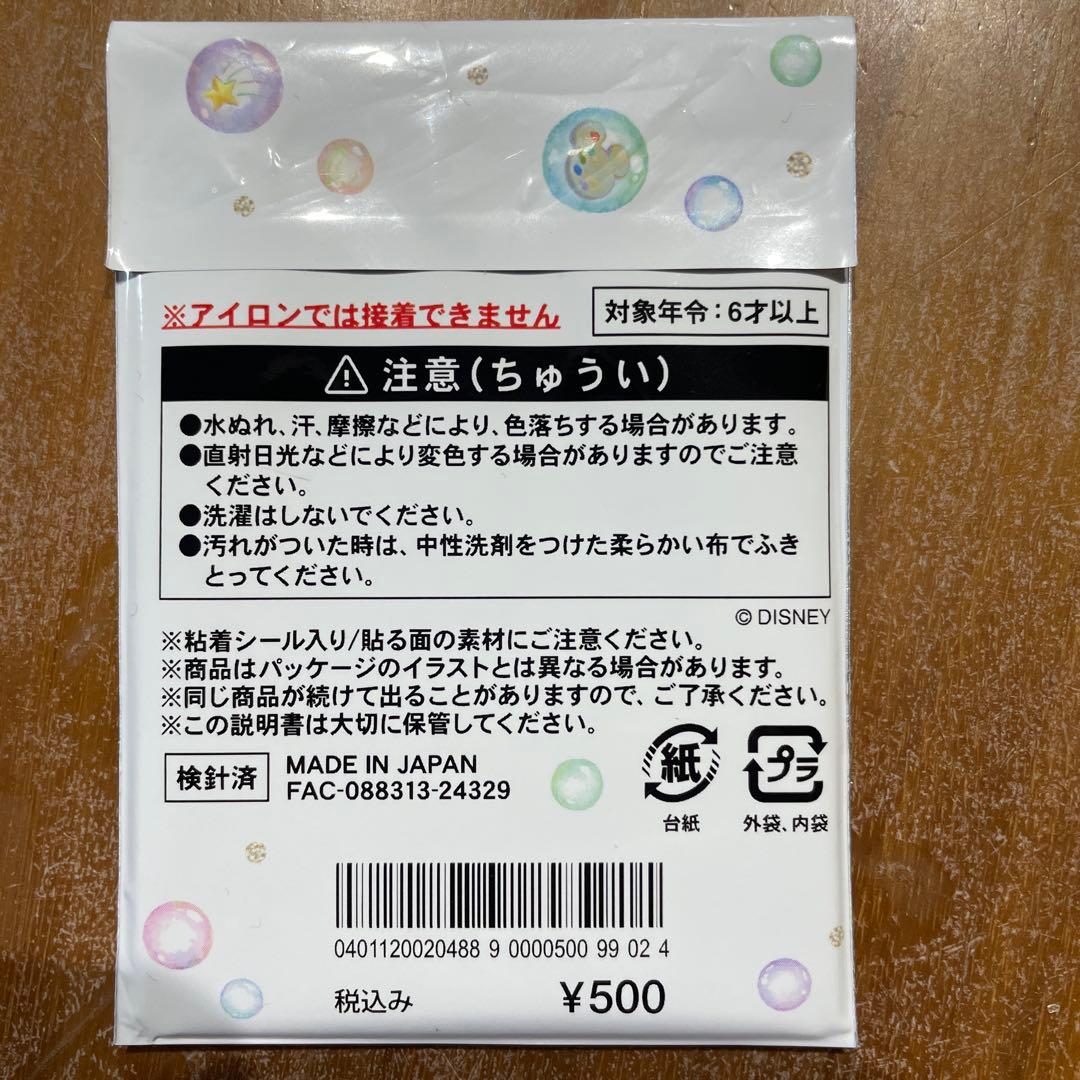 ※アイロンでは接着できません
対象年令：6才以上
⚠ 注意(ちゅうい)
●水ぬれ、汗、摩擦などにより、色落ちする場合があります。
●直射日光などにより変色する場合がありますのでご注意
ください。
●洗濯はしないでください。
●汚れがついた時は、中性洗剤をつけた柔らかい布でふき
とってください。
© DISNEY
※粘着シール入り/貼る面の素材にご注意ください。
※商品はパッケージのイラストとは異なる場合があります。
※同じ商品が続けて出ることがありますので、ご了承ください。
※この説明書は大切に保管してください。
検針済
MADE IN JAPAN
FAC-088313-24329
紙
台紙
プラ
外袋、内袋
0401120020488 9 0000500 99 02 4
税込み
¥500